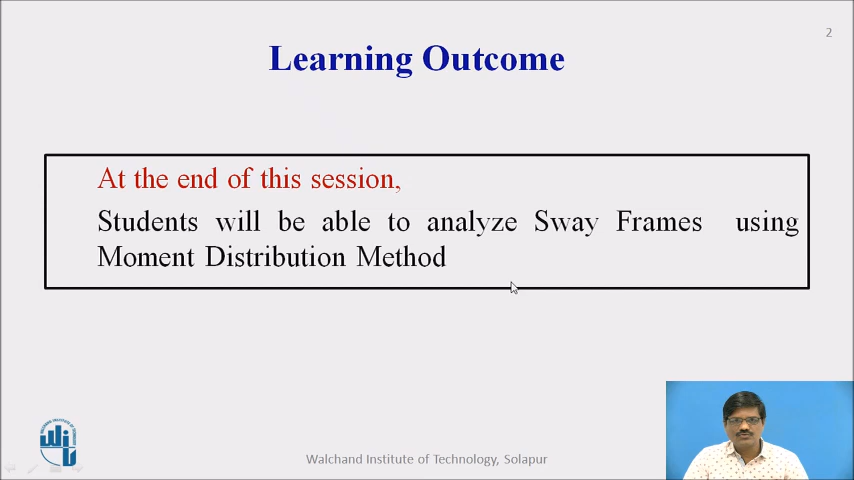 2
Learning Outcome
At the end of this session,
Students will be able to analyze Sway Frames using
Moment Distribution Method
Walchand Institute of Technology, Solapur